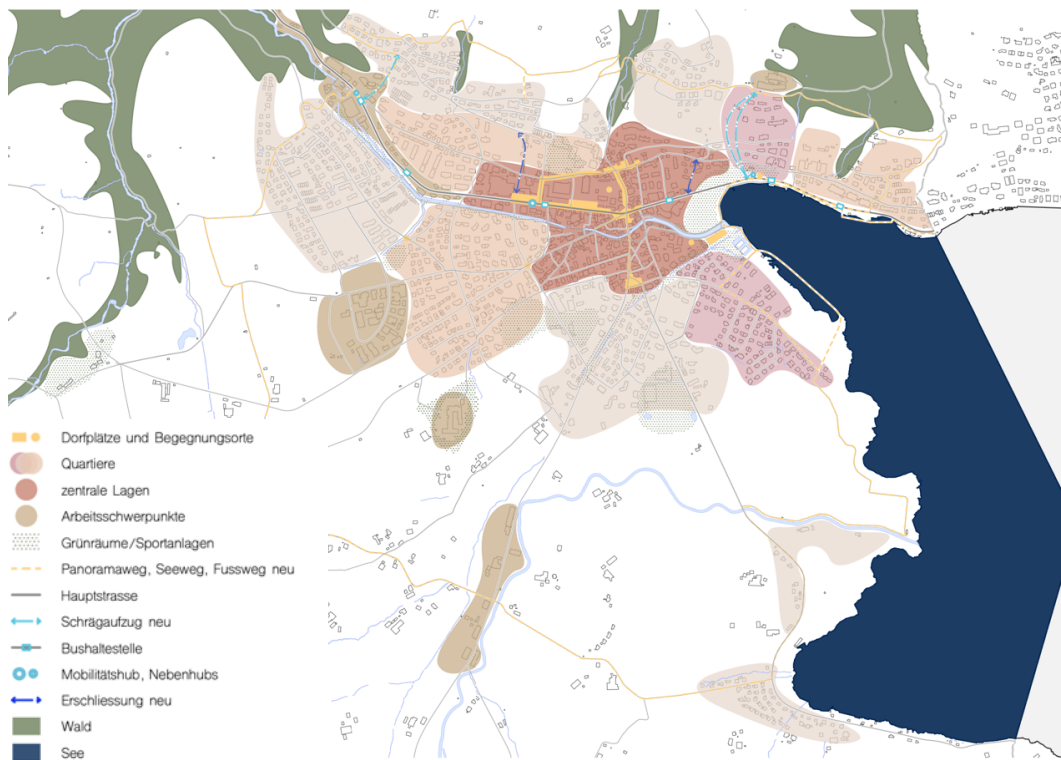 Dorfplätze und Begegnungsorte
Quartiere
zentrale Lagen
Arbeitsschwerpunkte
Grünräume/Sportanlagen
Panoramaweg, Seeweg, Fussweg neu
Hauptstrasse
Schrägaufzug neu
Bushaltestelle
Mobilitätshub, Nebenhubs
Erschliessung neu
Wald
See